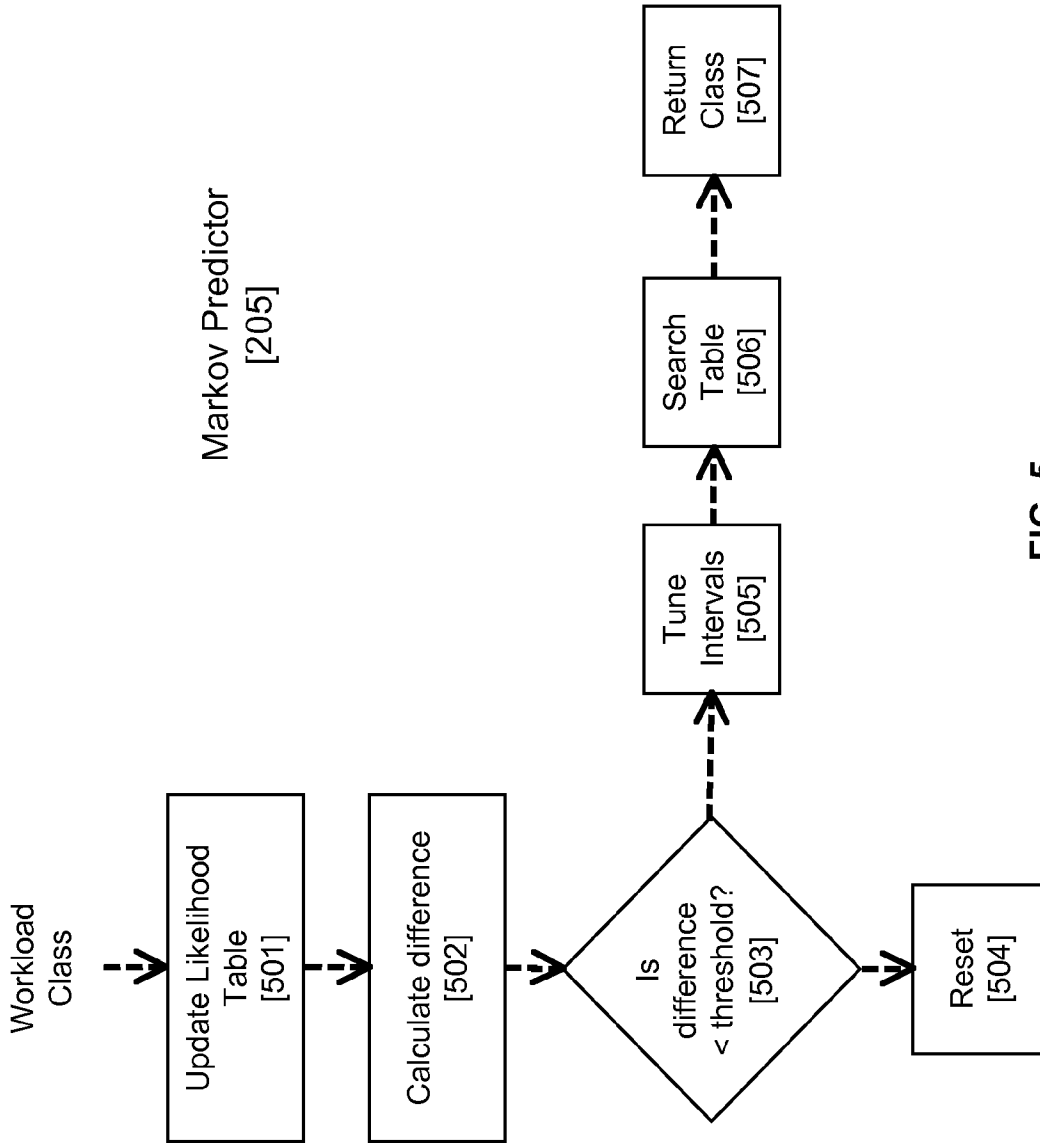 Workload
Class
Update Likelihood
Table
[501]
Calculate difference
[502]
Is
difference
< threshold?
[503]
Reset
[504]
Tune
Intervals
[505]
Search
Table
[506]
Return
Class
[507]
Markov Predictor
[205]
FIG. 5